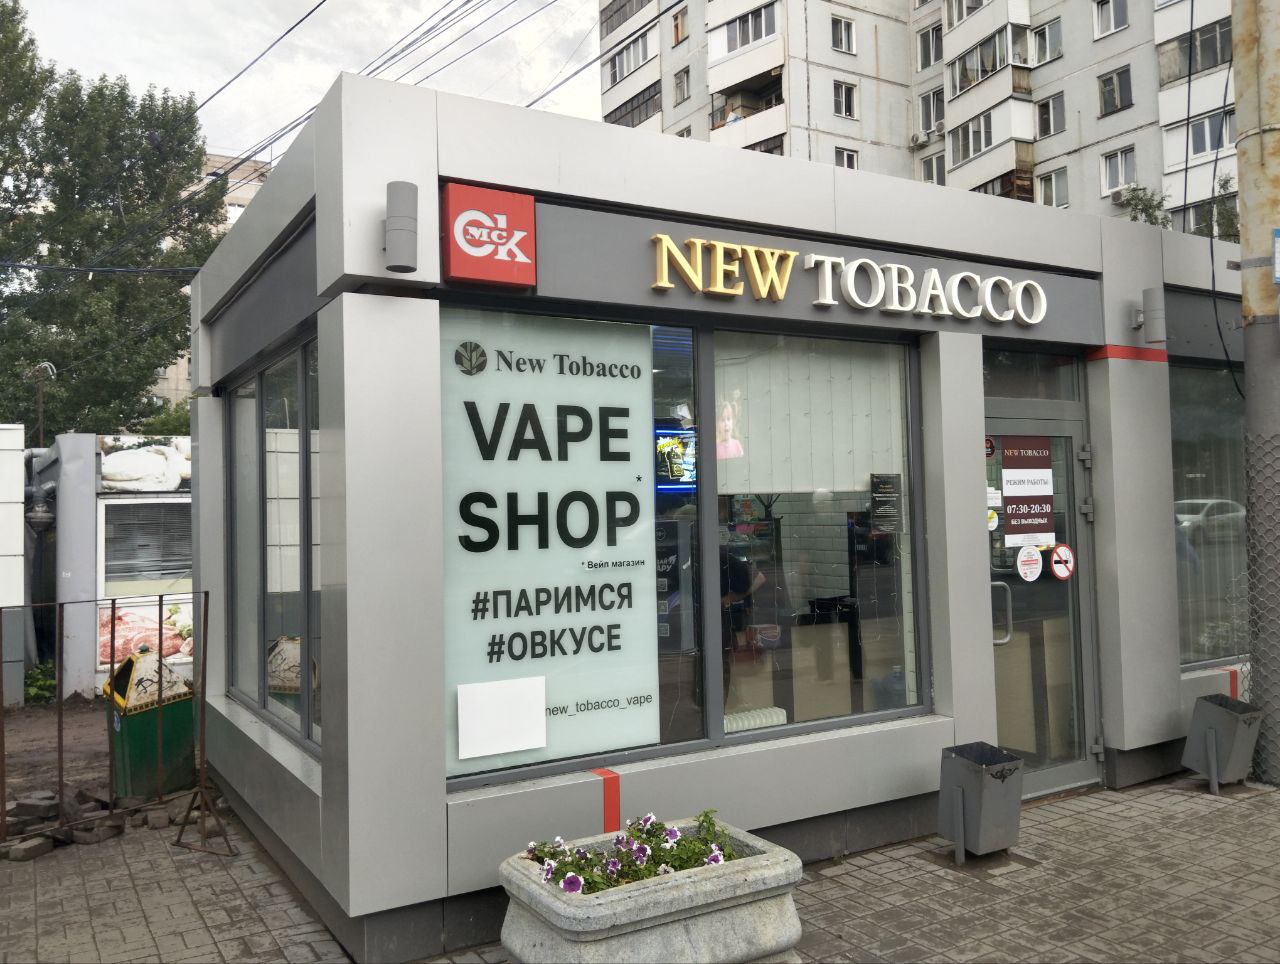 ОМСК
NEW TOBACCO
New Tobacco
VAPE
SHOP*
* Вейп магазин
#ПАРИМСЯ
#ОВКУСЕ
new_tobacco_vape
NEW TOBACCO
РЕЖИМ РАБОТЫ:
07:30-20:30
БЕЗ ВЫХОДНЫХ